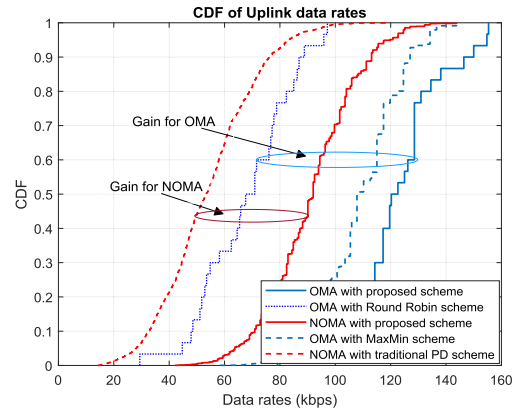 CDF of Uplink data rates
1
0.9
0.8
0.7
0.6
0.5
0.4
0.3
0.2
0.1
0
CDF
Gain for OMA
Gain for NOMA
OMA with proposed scheme
OMA with Round Robin scheme
NOMA with proposed scheme
OMA with MaxMin scheme
NOMA with traditional PD scheme
0 20 40 60 80 100 120 140 160
Data rates (kbps)